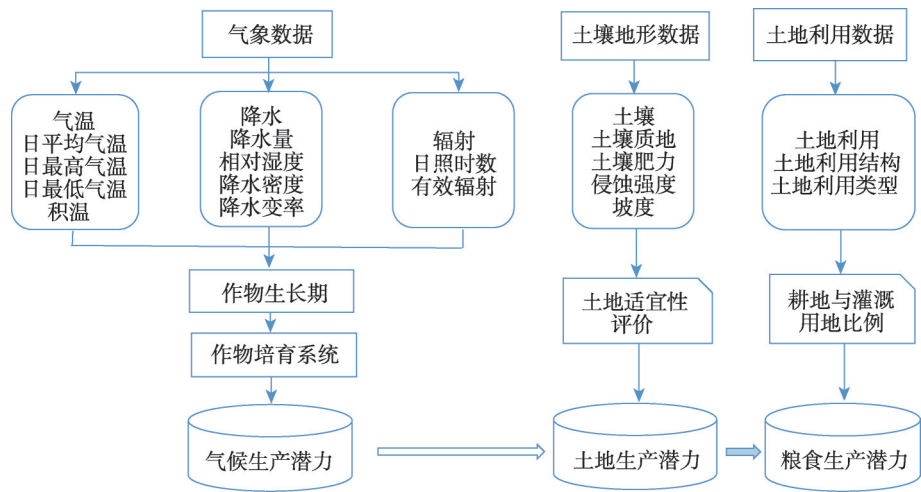 气象数据
土壤地形数据
土地利用数据
气温
日平均气温
日最高气温
日最低气温
积温
降水
降水量
相对湿度
降水密度
降水变率
辐射
日照时数
有效辐射
土壤
土壤质地
土壤肥力
侵蚀强度
坡度
土地利用
土地利用结构
土地利用类型
作物生长期
土地适宜性
评价
耕地与灌溉
用地比例
作物培育系统
气候生产潜力
土地生产潜力
粮食生产潜力